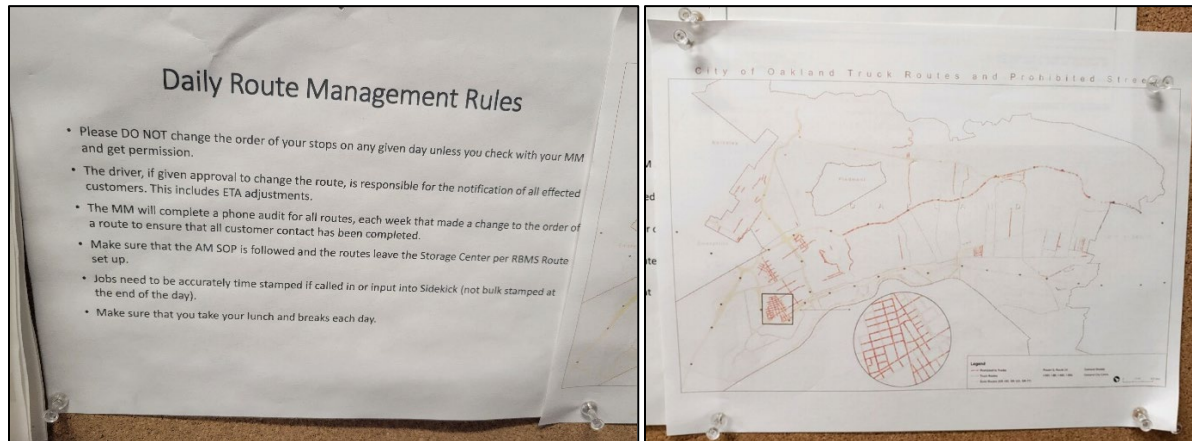 Daily Route Management Rules
• Please DO NOT change the order of your stops on any given day unless you check with your MM
and get permission.
• The driver, if given approval to change the route, is responsible for the notification of all effected
customers. This includes ETA adjustments.
• The MM will complete a phone audit for all routes, each week that made a change to the order of
a route to ensure that all customer contact has been completed.
• Make sure that the AM SOP is followed and the routes leave the Storage Center per RBMS Route
set up.
• Jobs need to be accurately time stamped if called in or input into Sidekick (not bulk stamped at
the end of the day).
• Make sure that you take your lunch and breaks each day.
City of Oakland Truck Routes and Prohibited Stree
Piedmont
Legend